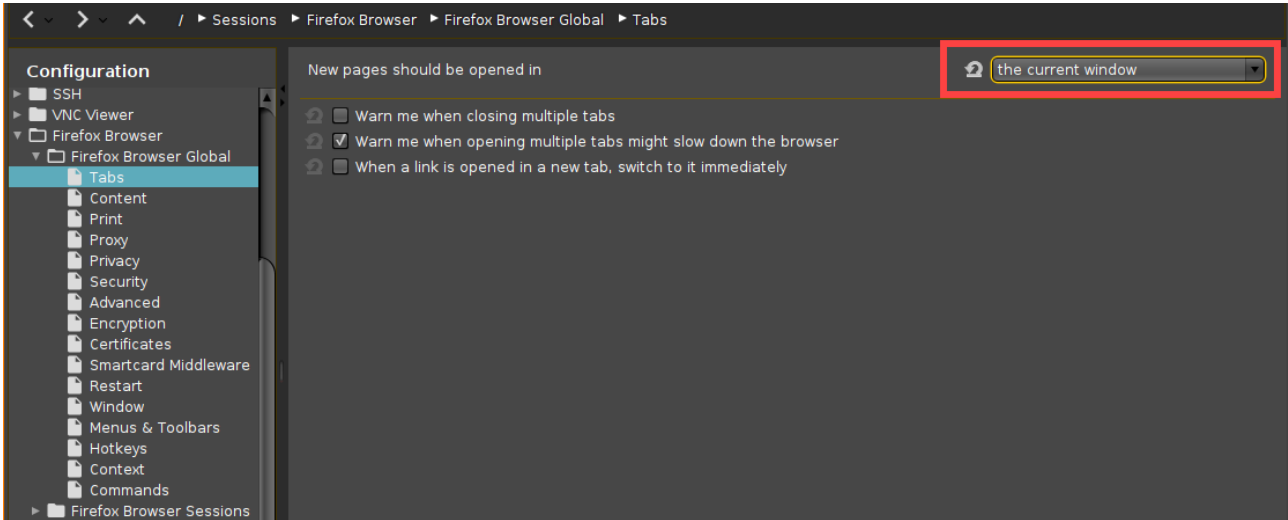 / Sessions Firefox Browser Firefox Browser Global Tabs
Configuration
SSH
VNC Viewer
Firefox Browser
Firefox Browser Global
Tabs
Content
Print
Proxy
Privacy
Security
Advanced
Encryption
Certificates
Smartcard Middleware
Restart
Window
Menus & Toolbars
Hotkeys
Context
Commands
Firefox Browser Sessions
New pages should be opened in the current window
Warn me when closing multiple tabs
Warn me when opening multiple tabs might slow down the browser
When a link is opened in a new tab, switch to it immediately